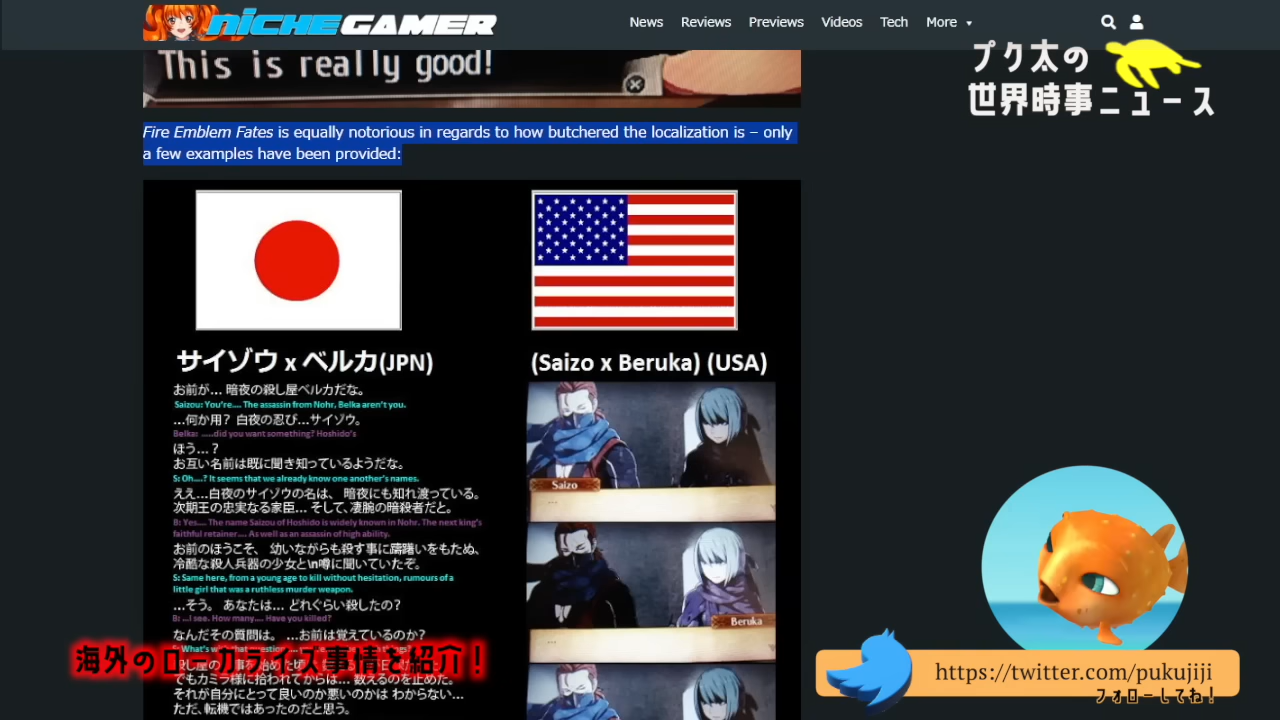 NICHEGAMER
News Reviews Previews Videos Tech More
プク太の
世界時事ニュース
This is really good!
Fire Emblem Fates is equally notorious in regards to how butchered the localization is – only
a few examples have been provided:
サイゾウ x ベルカ(JPN)
(Saizo x Beruka) (USA)
お前が... 暗夜の殺し屋ベルカだな。
Saizou: You're.... The assassin from Nohr, Belka aren't you.
...何か用? 白夜の忍び...サイゾウ。
Belka: .....did you want something? Hoshido's
ほう...?
お互い名前は既に聞き知っているようだな。
S: Oh....? It seems that we already know one another's names.
ええ...白夜のサイゾウの名は、 暗夜にも知れ渡っている。
次期王の忠実なる家臣... そして、凄腕の暗殺者だと。
B: Yes.... The name Saizou of Hoshido is widely known in Nohr. The next king's
faithful retainer.... As well as an assassin of high ability.
お前のほうこそ、 幼いながらも殺す事に躊躇いをもたぬ、
冷酷な殺人兵器の少女と\n噂に聞いていたぞ。
S: Same here, from a young age to kill without hesitation, rumours of a
little girl that was a ruthless murder weapon.
...そう。 あなたは... どれぐらい殺したの?
B: ...I see. How many.... Have you killed?
なんだその質問は。 ...お前は覚えているのか?
でもカミラ様に拾われてからは... 数えるのを止めた。
それが自分にとって良いのか悪いのかは わからない...
ただ、転機ではあったのだと思う。
Saizo
...
Beruka
...
海外のローカライズ事情を紹介!
https://twitter.com/pukujiji
フォローしてね!